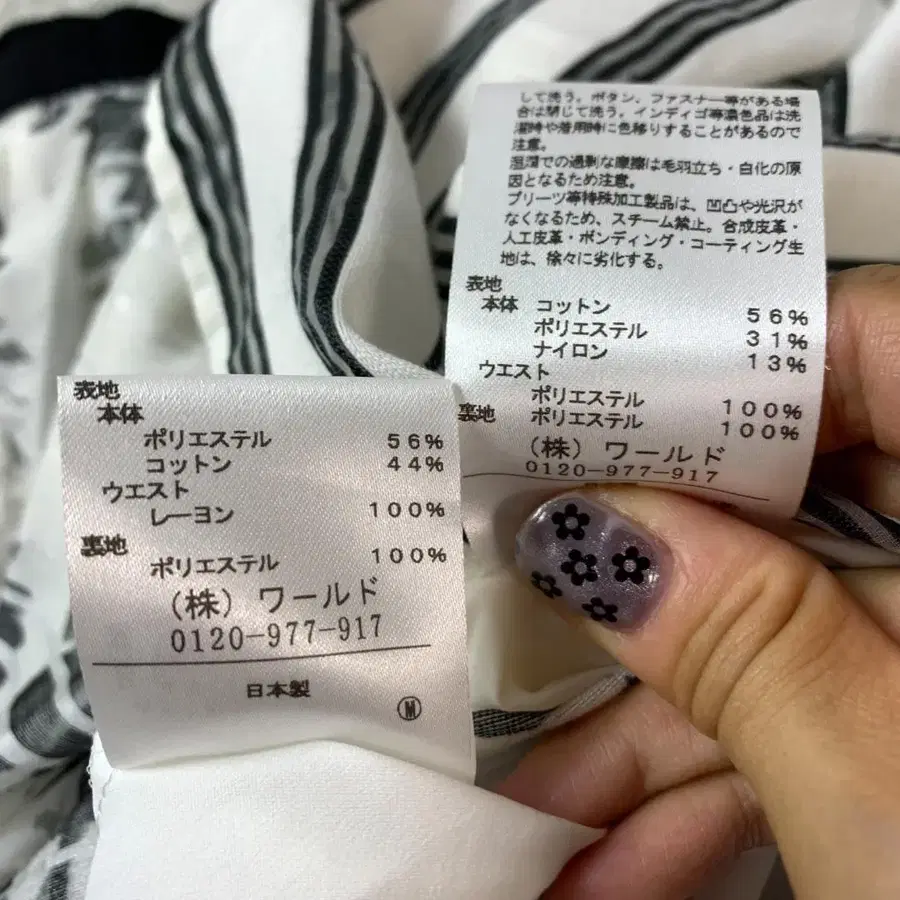 して洗う。ボタン、ファスナー等がある場
合は閉じて洗う。インディゴ等濃色品は洗
濯時や着用時に色移りすることがあるので
注意。
湿潤での過剰な摩擦は毛羽立ち・白化の原
因となるため注意。
プリーツ等特殊加工製品は、凹凸や光沢が
なくなるため、スチーム禁止。合成皮革・
人工皮革・ボンディング・コーティング生
地は、徐々に劣化する。
表地
本体 コットン 56%
ポリエステル 31%
ナイロン 13%
ウエスト
ポリエステル 100%
裏地 ポリエステル 100%
(株) ワールド
0120-977-917
表地
本体
ポリエステル 56%
コットン 44%
ウエスト
レーヨン 100%
裏地
ポリエステル 100%
(株) ワールド
0120-977-917
日本製
Ⓜ